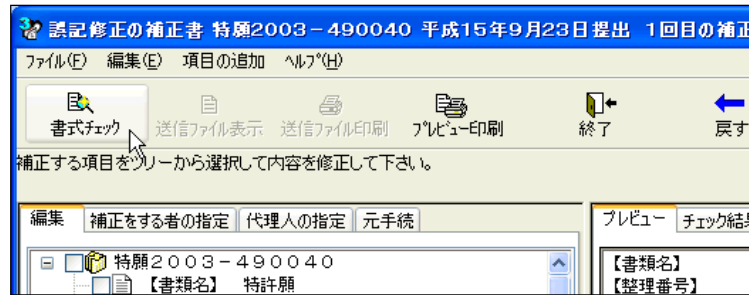 誤記修正の補正書 特願2003-490040 平成15年9月23日提出 1回目の補正
ファイル(F) 編集(E) 項目の追加 ヘルプ(H)
書式チェック 送信ファイル表示 送信ファイル印刷 プレビュー印刷 終了 戻す
補正する項目をツリーから選択して内容を修正して下さい。
編集 補正をする者の指定 代理人の指定 元手続 プレビュー チェック結果
特願2003-490040 【書類名】
【書類名】 特許願 【整理番号】